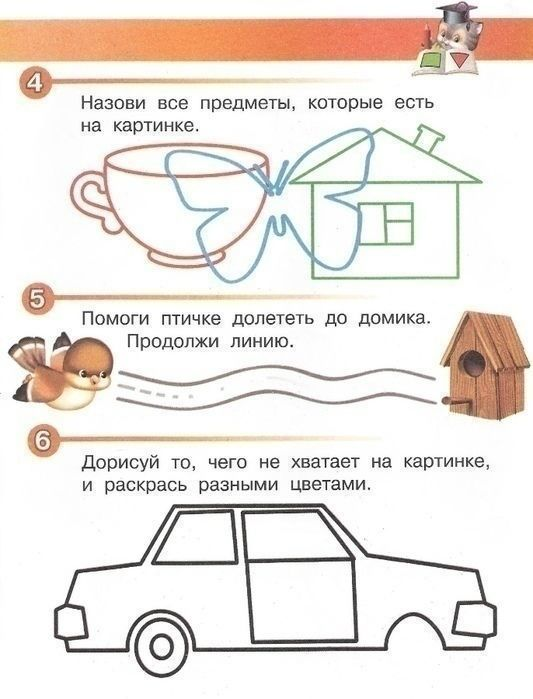 4
Назови все предметы, которые есть
на картинке.
5
Помоги птичке долететь до домика.
Продолжи линию.
6
Дорисуй то, чего не хватает на картинке,
и раскрась разными цветами.